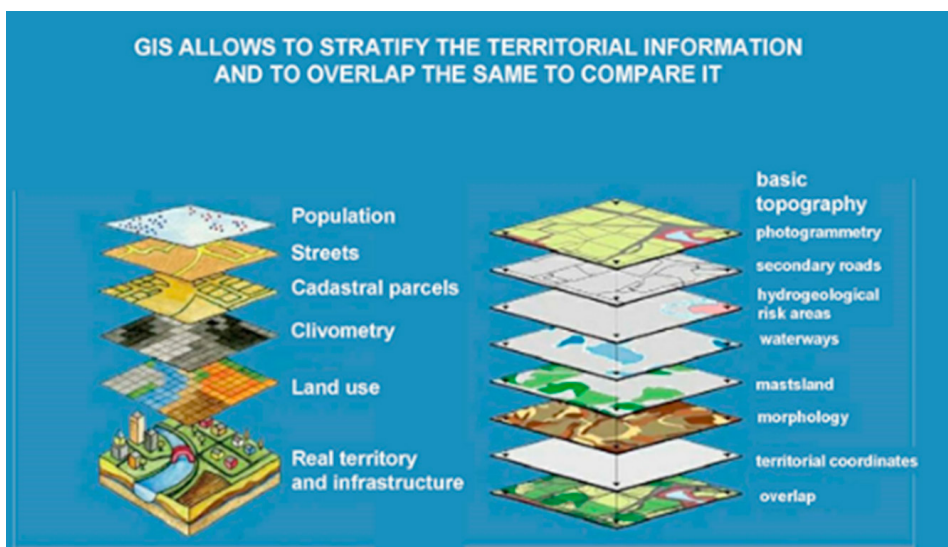 GIS ALLOWS TO STRATIFY THE TERRITORIAL INFORMATION
AND TO OVERLAP THE SAME TO COMPARE IT
Population
Streets
Cadastral parcels
Clivometry
Land use
Real territory
and infrastructure
basic
topography
photogrammetry
secondary roads
hydrogeological
risk areas
waterways
mastsland
morphology
territorial coordinates
overlap